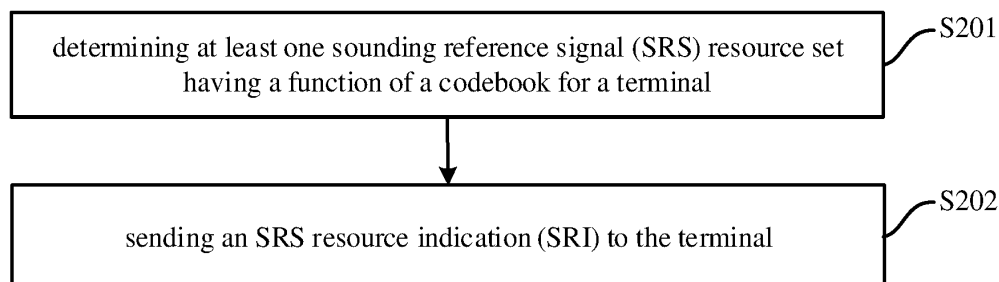 determining at least one sounding reference signal (SRS) resource set
having a function of a codebook for a terminal
S201
sending an SRS resource indication (SRI) to the terminal
S202